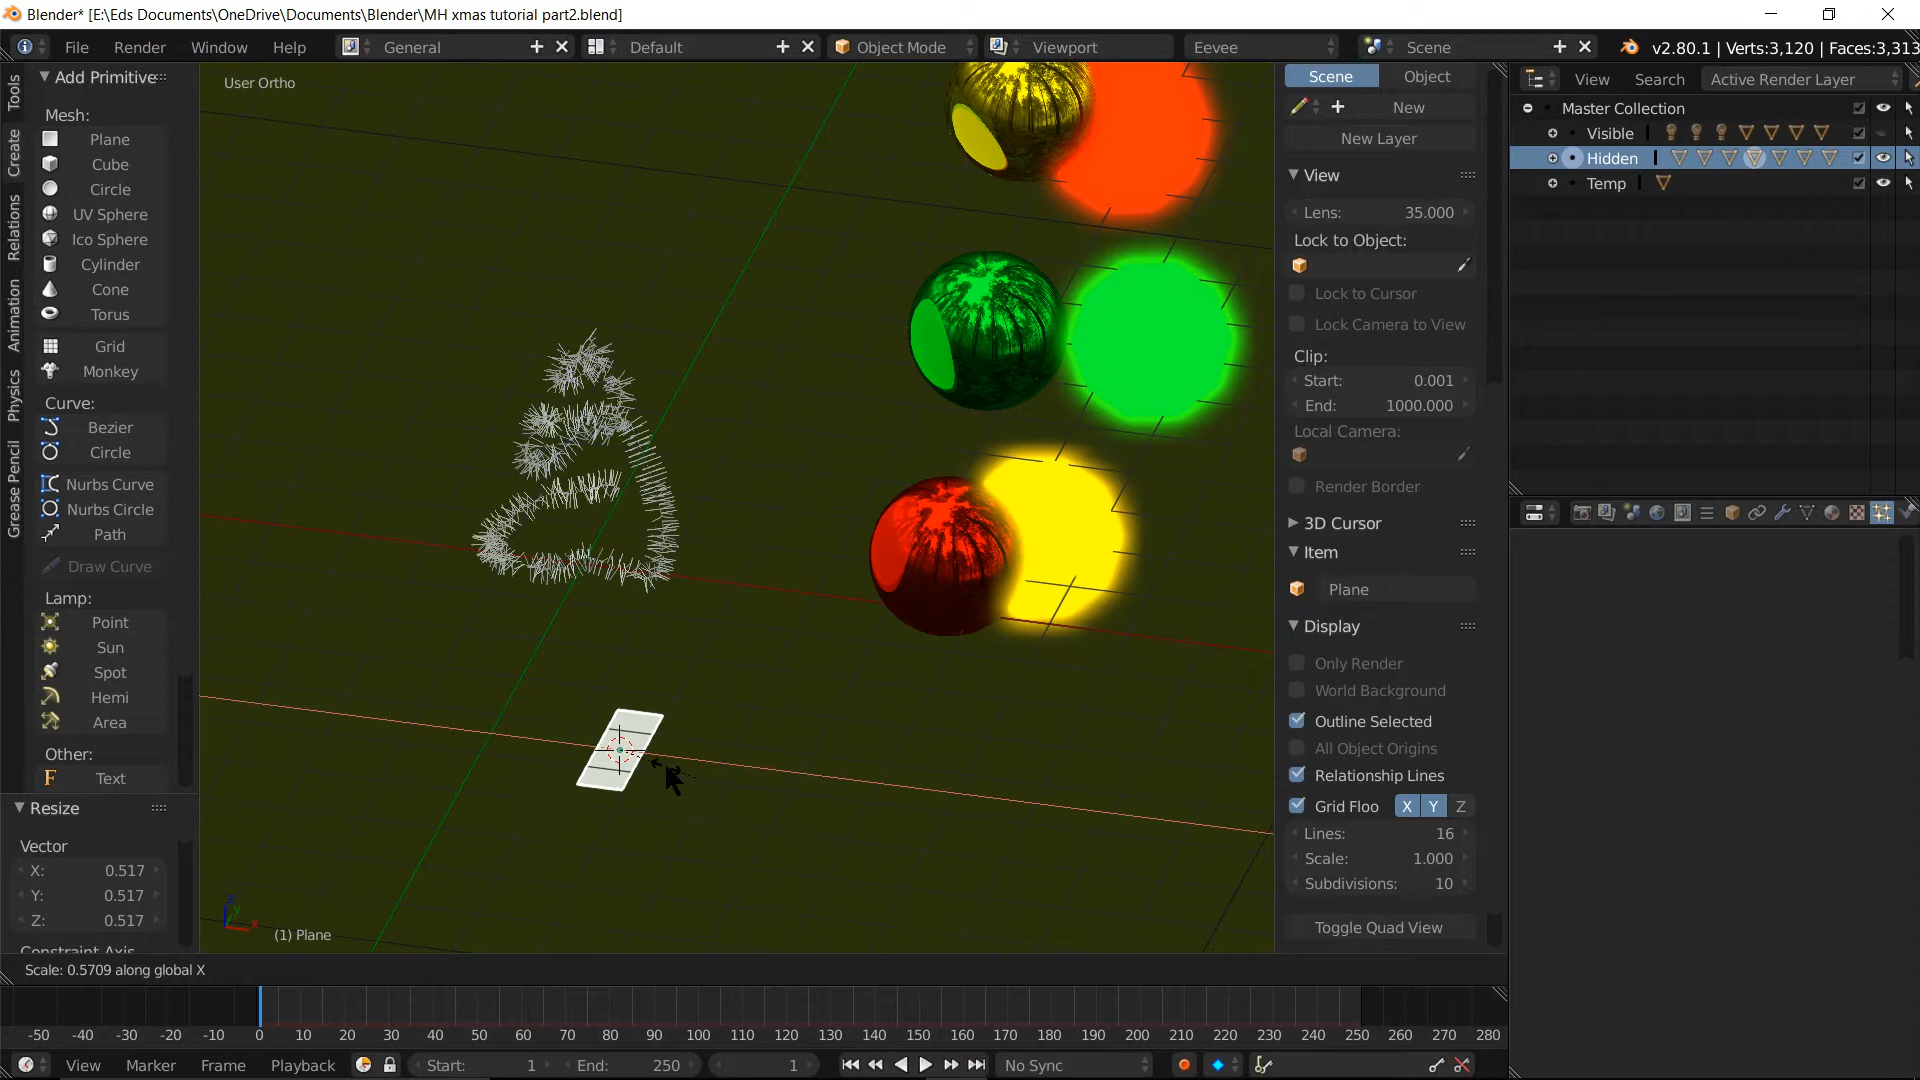 Blender* [E:\Eds Documents\OneDrive\Documents\Blender\MH xmas tutorial part2.blend]
File Render Window Help General Default Object Mode Viewport Eevee Scene v2.80.1 | Verts:3,120 | Faces:3,313
Tools
Create
Relations
Animation
Physics
Grease Pencil
Add Primitive
Mesh:
Plane
Cube
Circle
UV Sphere
Ico Sphere
Cylinder
Cone
Torus
Grid
Monkey
Curve:
Bezier
Circle
Nurbs Curve
Nurbs Circle
Path
Draw Curve
Lamp:
Point
Sun
Spot
Hemi
Area
Other:
F Text
Resize
Vector
X: 0.517
Y: 0.517
Z: 0.517
Constraint Axis
User Ortho
(1) Plane
Scene Object
New
New Layer
View
Lens: 35.000
Lock to Object:
Lock to Cursor
Lock Camera to View
Clip:
Start: 0.001
End: 1000.000
Local Camera:
Render Border
3D Cursor
Item
Plane
Display
Only Render
World Background
Outline Selected
All Object Origins
Relationship Lines
Grid Floo X Y Z
Lines: 16
Scale: 1.000
Subdivisions: 10
Toggle Quad View
View Search Active Render Layer
Master Collection
Visible
Hidden
Temp
Scale: 0.5709 along global X
-50 -40 -30 -20 -10 0 10 20 30 40 50 60 70 80 90 100 110 120 130 140 150 160 170 180 190 200 210 220 230 240 250 260 270 280
View Marker Frame Playback Start: 1 End: 250 1 No Sync